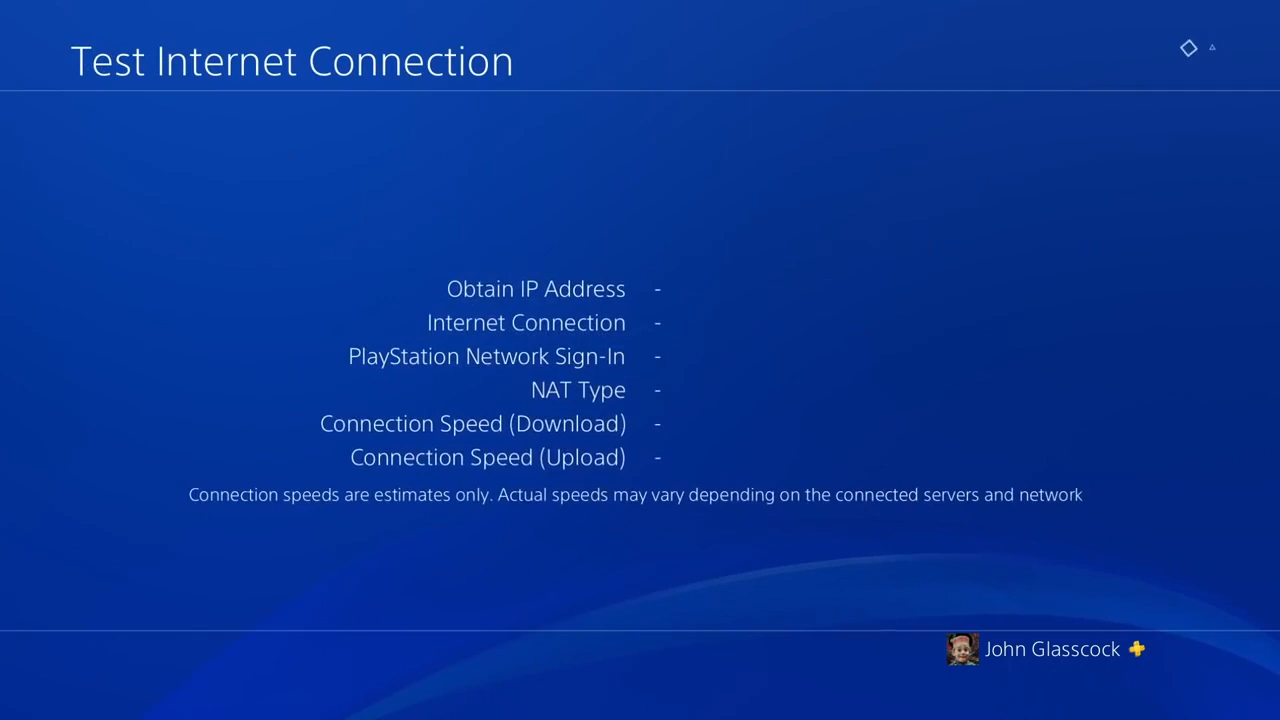 Test Internet Connection
Obtain IP Address -
Internet Connection -
PlayStation Network Sign-In -
NAT Type -
Connection Speed (Download) -
Connection Speed (Upload) -
Connection speeds are estimates only. Actual speeds may vary depending on the connected servers and network
John Glasscock